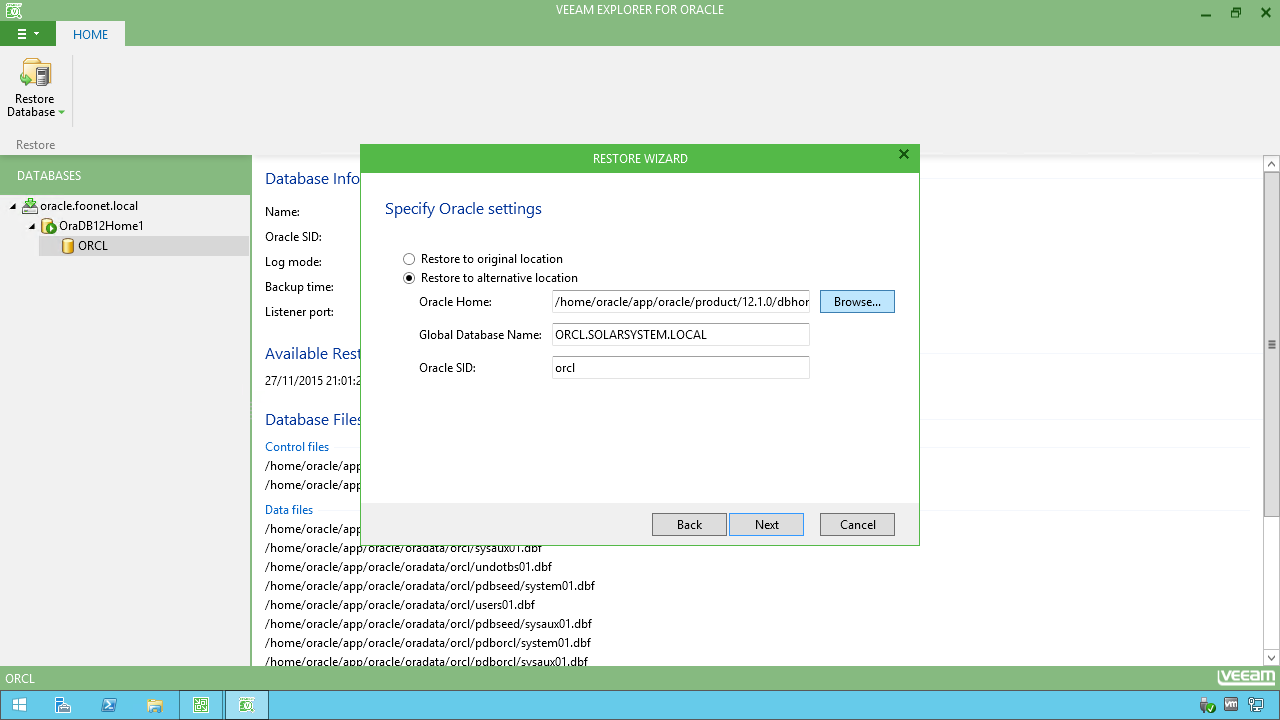 VEEAM EXPLORER FOR ORACLE
HOME
Restore
Database
Restore
DATABASES
oracle.foonet.local
OraDB12Home1
ORCL
Database Info
Name:
Oracle SID:
Log mode:
Backup time:
Listener port:
Available Rest
27/11/2015 21:01:2
Database Files
Control files
/home/oracle/app
/home/oracle/app
Data files
/home/oracle/app
/home/oracle/app/oracle/oradata/orcl/sysaux01.dbf
/home/oracle/app/oracle/oradata/orcl/undotbs01.dbf
/home/oracle/app/oracle/oradata/orcl/pdbseed/system01.dbf
/home/oracle/app/oracle/oradata/orcl/users01.dbf
/home/oracle/app/oracle/oradata/orcl/pdbseed/sysaux01.dbf
/home/oracle/app/oracle/oradata/orcl/pdborcl/system01.dbf
/home/oracle/app/oracle/oradata/orcl/pdborcl/sysaux01.dbf
RESTORE WIZARD
Specify Oracle settings
Restore to original location
Restore to alternative location
Oracle Home: /home/oracle/app/oracle/product/12.1.0/dbhor Browse...
Global Database Name: ORCL.SOLARSYSTEM.LOCAL
Oracle SID: orcl
Back Next Cancel
ORCL
veeam